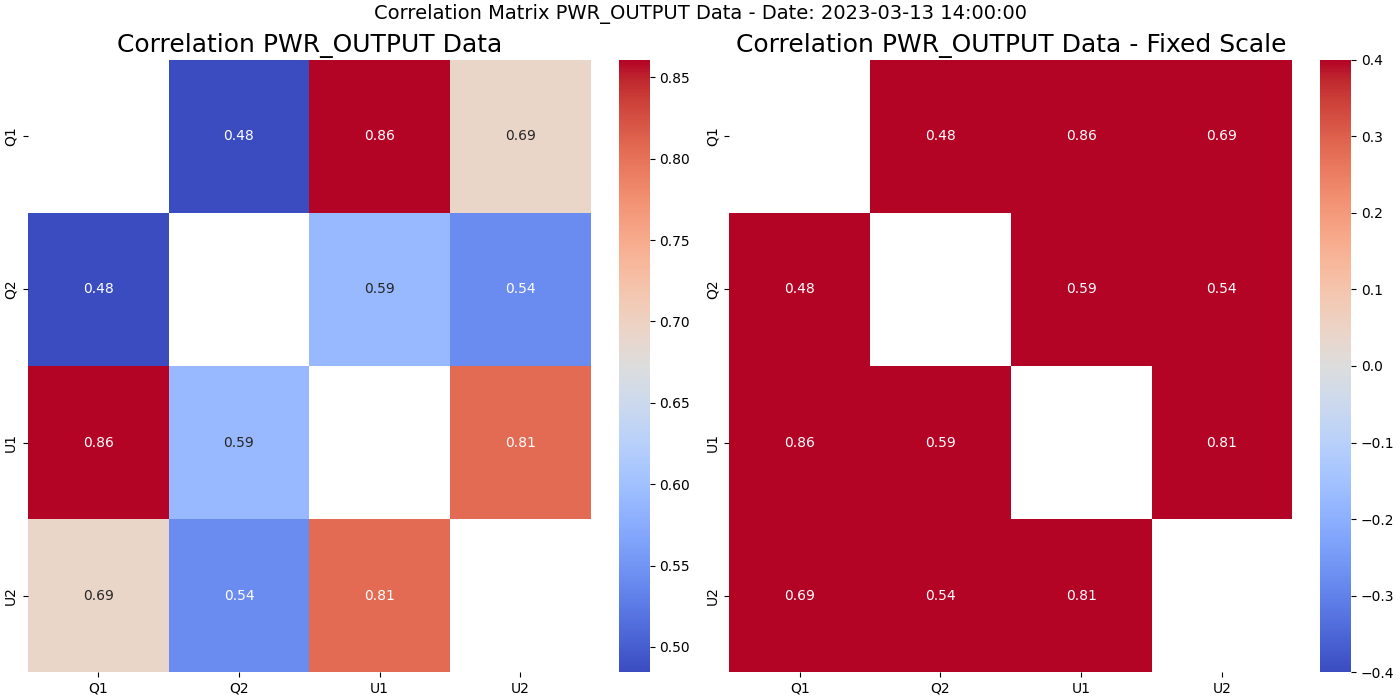 Correlation Matrix PWR_OUTPUT Data - Date: 2023-03-13 14:00:00
Correlation PWR_OUTPUT Data
Q1
0.48
0.86
0.69
Q2
0.48
0.59
0.54
U1
0.86
0.59
0.81
U2
0.69
0.54
0.81
Q1
Q2
U1
U2
0.85
0.80
0.75
0.70
0.65
0.60
0.55
0.50
Correlation PWR_OUTPUT Data - Fixed Scale
Q1
0.48
0.86
0.69
Q2
0.48
0.59
0.54
U1
0.86
0.59
0.81
U2
0.69
0.54
0.81
Q1
Q2
U1
U2
0.4
0.3
0.2
0.1
0.0
−0.1
−0.2
−0.3
−0.4